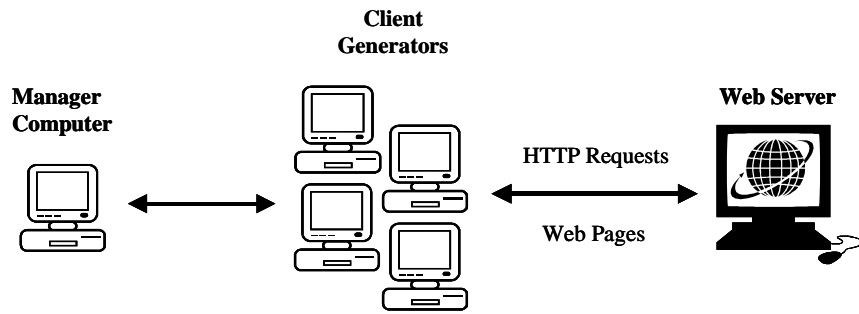 Client
Generators
Manager
Computer
Web Server
HTTP Requests
Web Pages